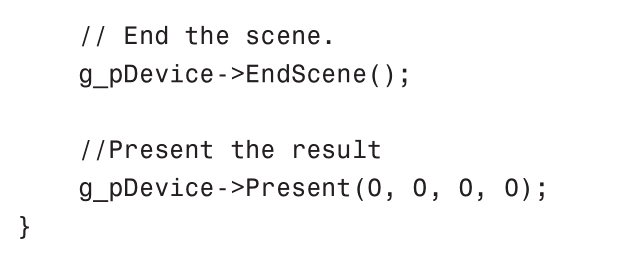 // End the scene.
g_pDevice->EndScene();
//Present the result
g_pDevice->Present(0, 0, 0, 0);
}